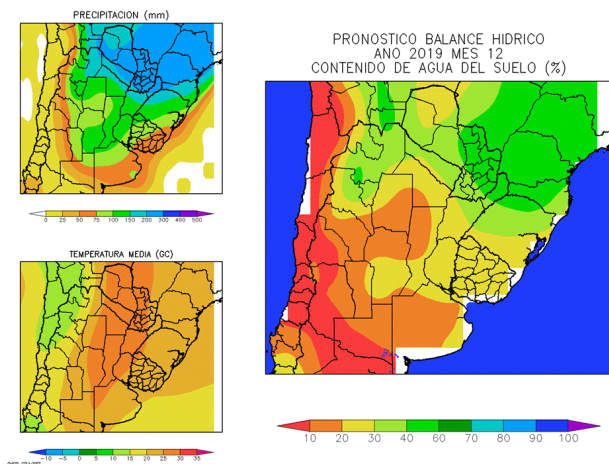 PRECIPITACION (mm)
0 25 50 75 100 150 200 300 400 500
TEMPERATURA MEDIA (GC)
-10 -5 0 5 10 15 20 25 30 35
PRONOSTICO BALANCE HIDRICO
ANO 2019 MES 12
CONTENIDO DE AGUA DEL SUELO (%)
10 20 30 40 60 70 80 90 100